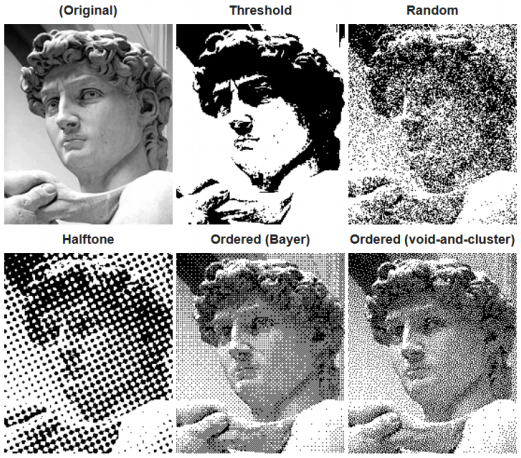 (Original)
Threshold
Random
Halftone
Ordered (Bayer)
Ordered (void-and-cluster)